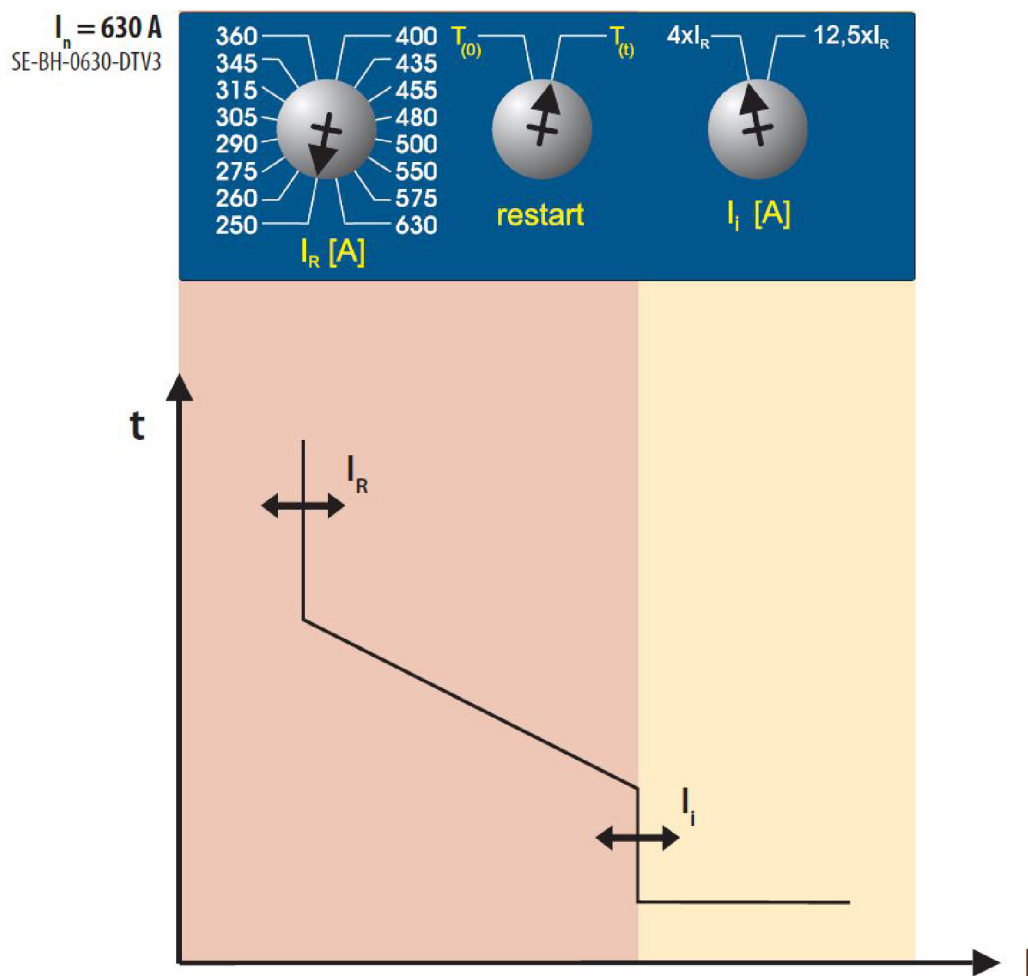 Iₙ = 630 A
SE-BH-0630-DTV3
360 400 T(0) T(t) 4xIR 12,5xIR
345 435
315 455
305 480
290 500
275 550
260 575
250 630
restart Ii [A]
IR [A]
t
IR
Ii
I